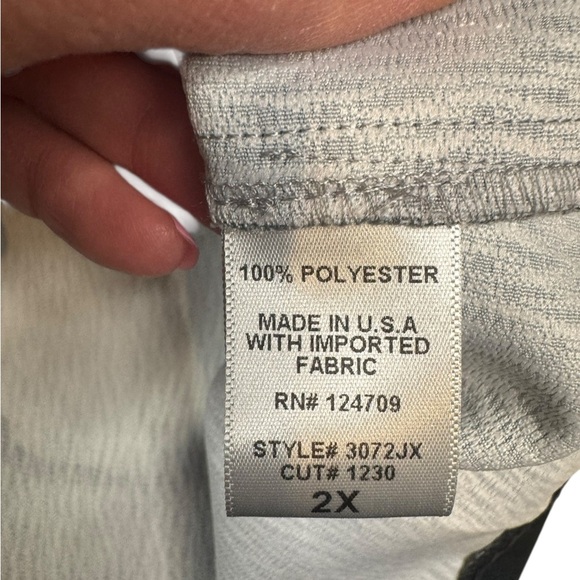 100% POLYESTER
MADE IN U.S.A
WITH IMPORTED
FABRIC
RN# 124709
STYLE# 3072JX
CUT# 1230
2X